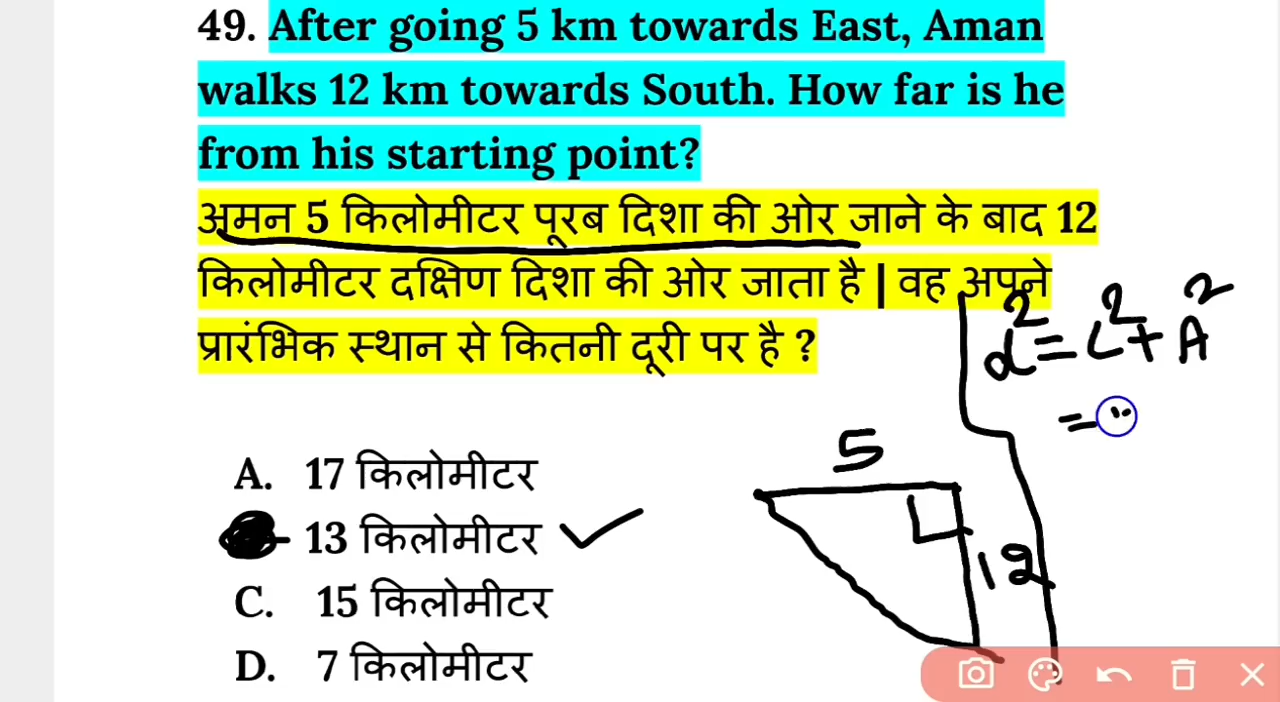 49. After going 5 km towards East, Aman
walks 12 km towards South. How far is he
from his starting point?
अमन 5 किलोमीटर पूरब दिशा की ओर जाने के बाद 12
किलोमीटर दक्षिण दिशा की ओर जाता है | वह अपने
प्रारंभिक स्थान से कितनी दूरी पर है ?
d² = L² + A²
=
5
12
A. 17 किलोमीटर
13 किलोमीटर
C. 15 किलोमीटर
D. 7 किलोमीटर